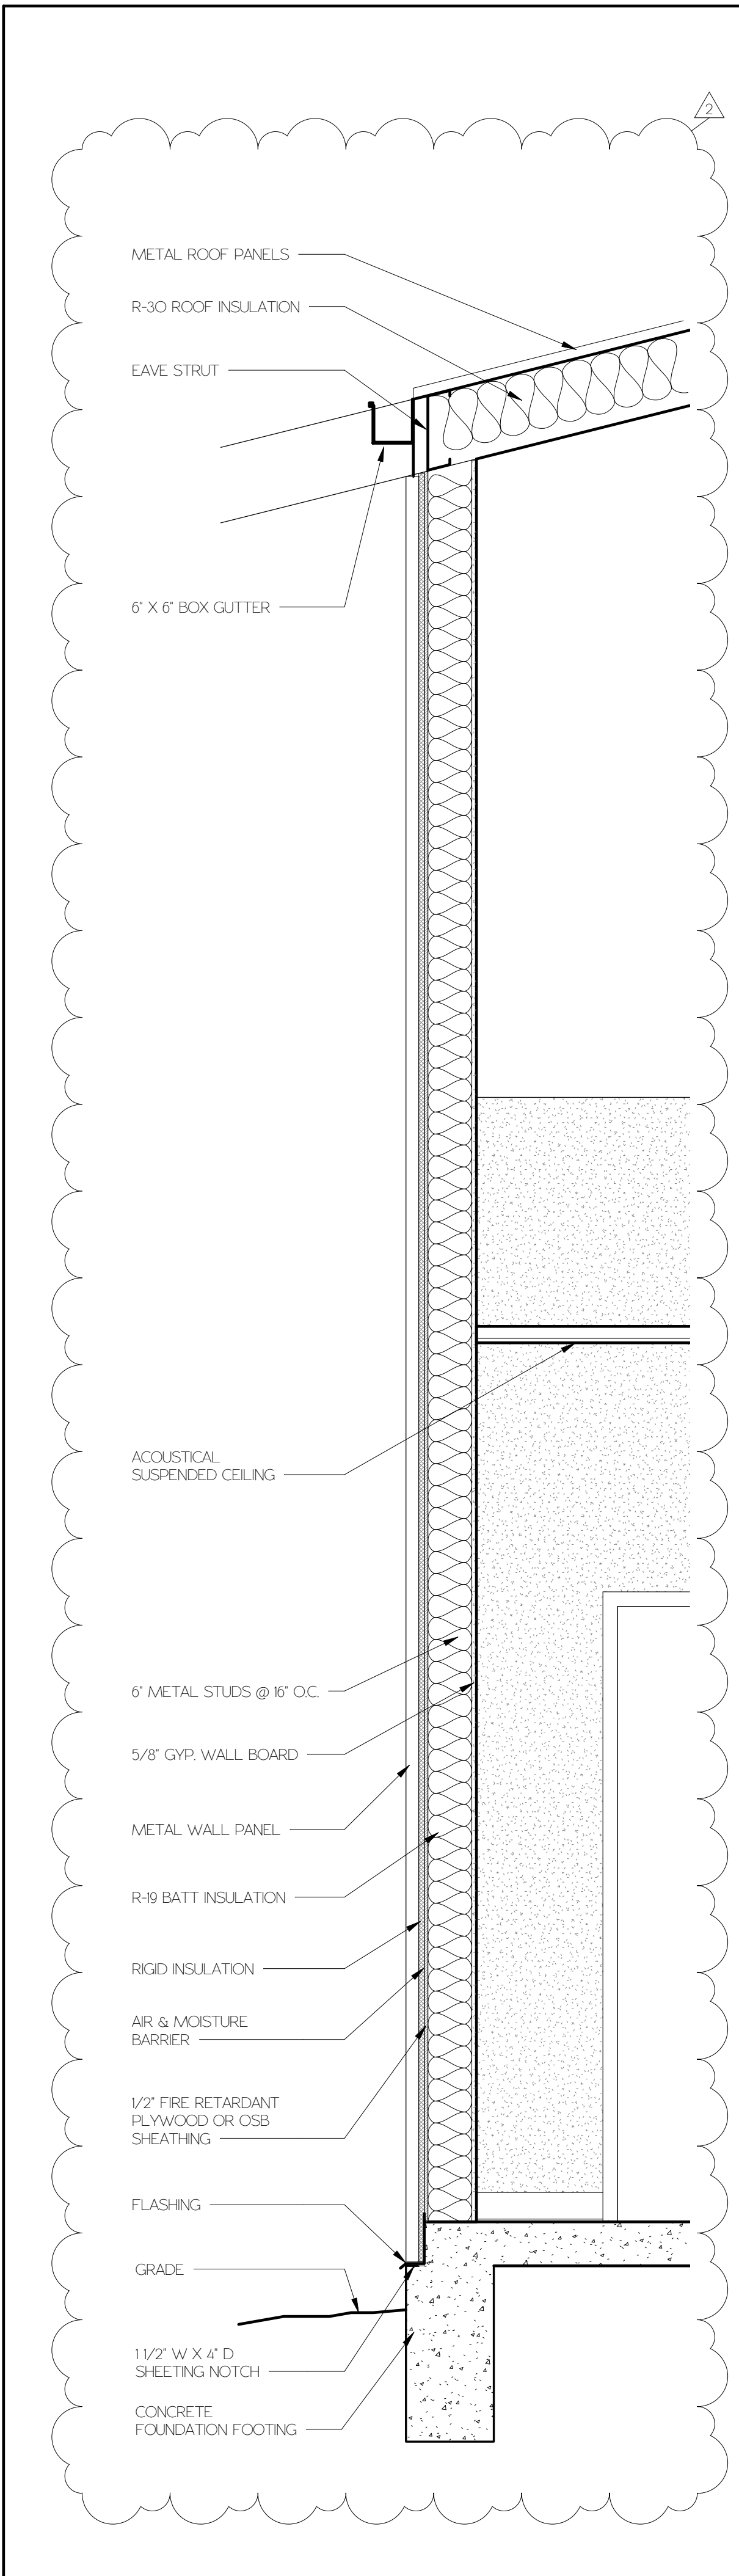 2
METAL ROOF PANELS
R-30 ROOF INSULATION
EAVE STRUT
6" X 6" BOX GUTTER
ACOUSTICAL
SUSPENDED CEILING
6" METAL STUDS @ 16" O.C.
5/8" GYP. WALL BOARD
METAL WALL PANEL
R-19 BATT INSULATION
RIGID INSULATION
AIR & MOISTURE
BARRIER
1/2" FIRE RETARDANT
PLYWOOD OR OSB
SHEATHING
FLASHING
GRADE
1 1/2" W X 4" D
SHEETING NOTCH
CONCRETE
FOUNDATION FOOTING